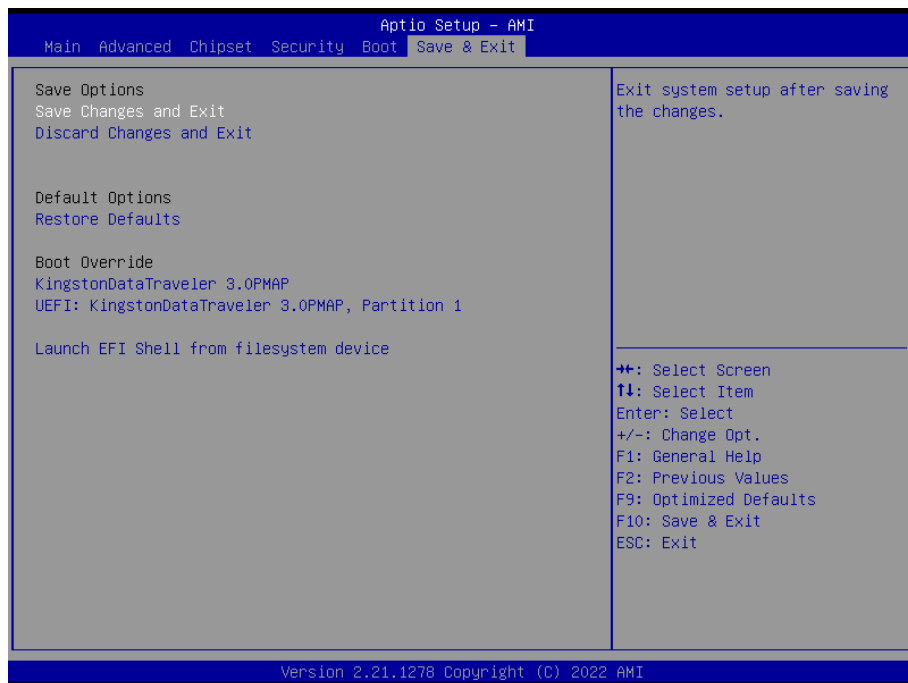 Aptio Setup - AMI
Main Advanced Chipset Security Boot Save & Exit
Save Options
Save Changes and Exit
Discard Changes and Exit
Default Options
Restore Defaults
Boot Override
KingstonDataTraveler 3.0PMAP
UEFI: KingstonDataTraveler 3.0PMAP, Partition 1
Launch EFI Shell from filesystem device
Exit system setup after saving
the changes.
→←: Select Screen
↑↓: Select Item
Enter: Select
+/-: Change Opt.
F1: General Help
F2: Previous Values
F9: Optimized Defaults
F10: Save & Exit
ESC: Exit
Version 2.21.1278 Copyright (C) 2022 AMI